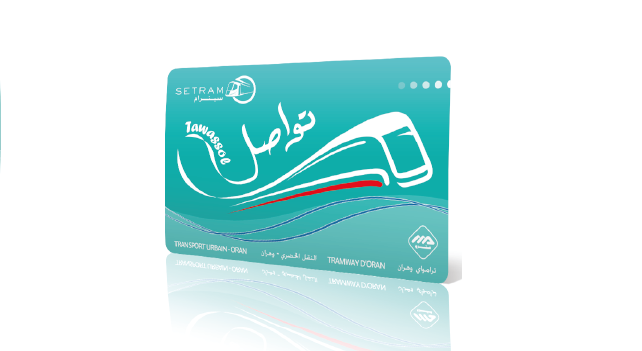 SETRAM
سيترام
تواصل
Tawassol
TRANSPORT URBAIN - ORAN
النقل الحضري - وهران
TRAMWAY D'ORAN
ترامواي وهران